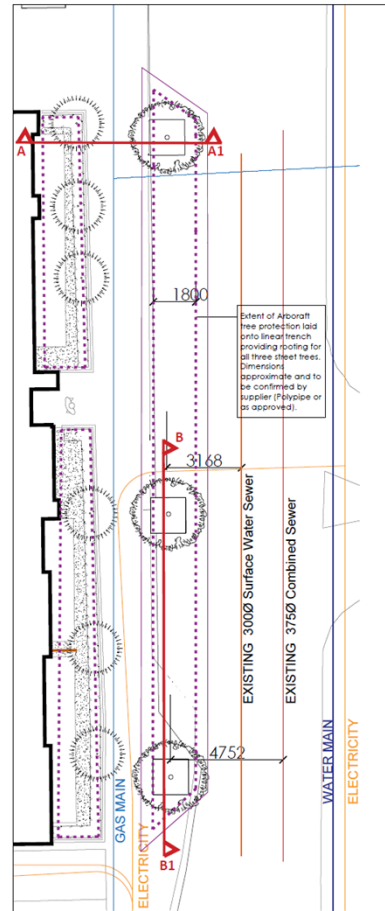 A
A1
1800
Extent of Arboraft
tree protection laid
onto linear trench
providing rooting for
all three street trees.
Dimensions
approximate and to
be confirmed by
supplier (Polypipe or
as approved).
B
3168
EXISTING 300Ø Surface Water Sewer
EXISTING 375Ø Combined Sewer
4752
GAS MAIN
ELECTRICITY
WATER MAIN
ELECTRICITY
B1